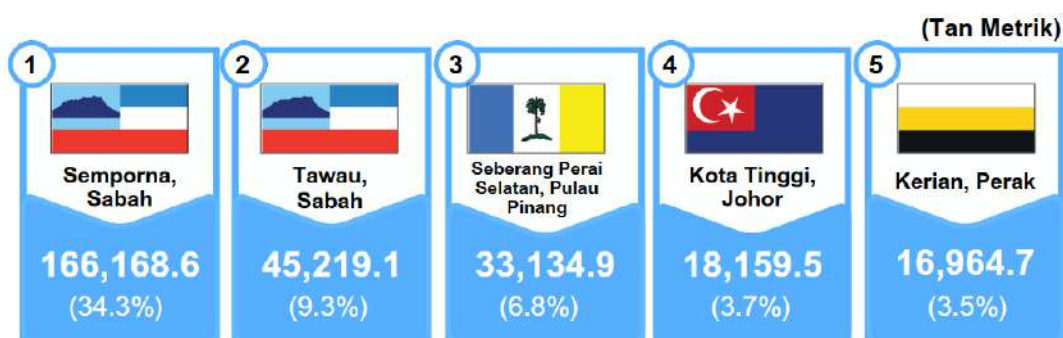 (Tan Metrik)
1
Semporna,
Sabah
166,168.6
(34.3%)
2
Tawau,
Sabah
45,219.1
(9.3%)
3
Seberang Perai
Selatan, Pulau
Pinang
33,134.9
(6.8%)
4
Kota Tinggi,
Johor
18,159.5
(3.7%)
5
Kerian, Perak
16,964.7
(3.5%)